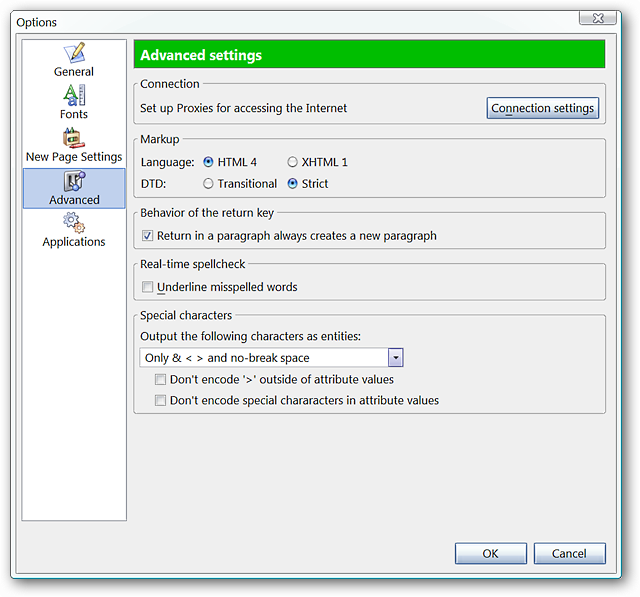 Options
General
Fonts
New Page Settings
Advanced
Applications
Advanced settings
Connection
Set up Proxies for accessing the Internet
Connection settings
Markup
Language: HTML 4 XHTML 1
DTD: Transitional Strict
Behavior of the return key
Return in a paragraph always creates a new paragraph
Real-time spellcheck
Underline misspelled words
Special characters
Output the following characters as entities:
Only & < > and no-break space
Don't encode '>' outside of attribute values
Don't encode special chararacters in attribute values
OK Cancel